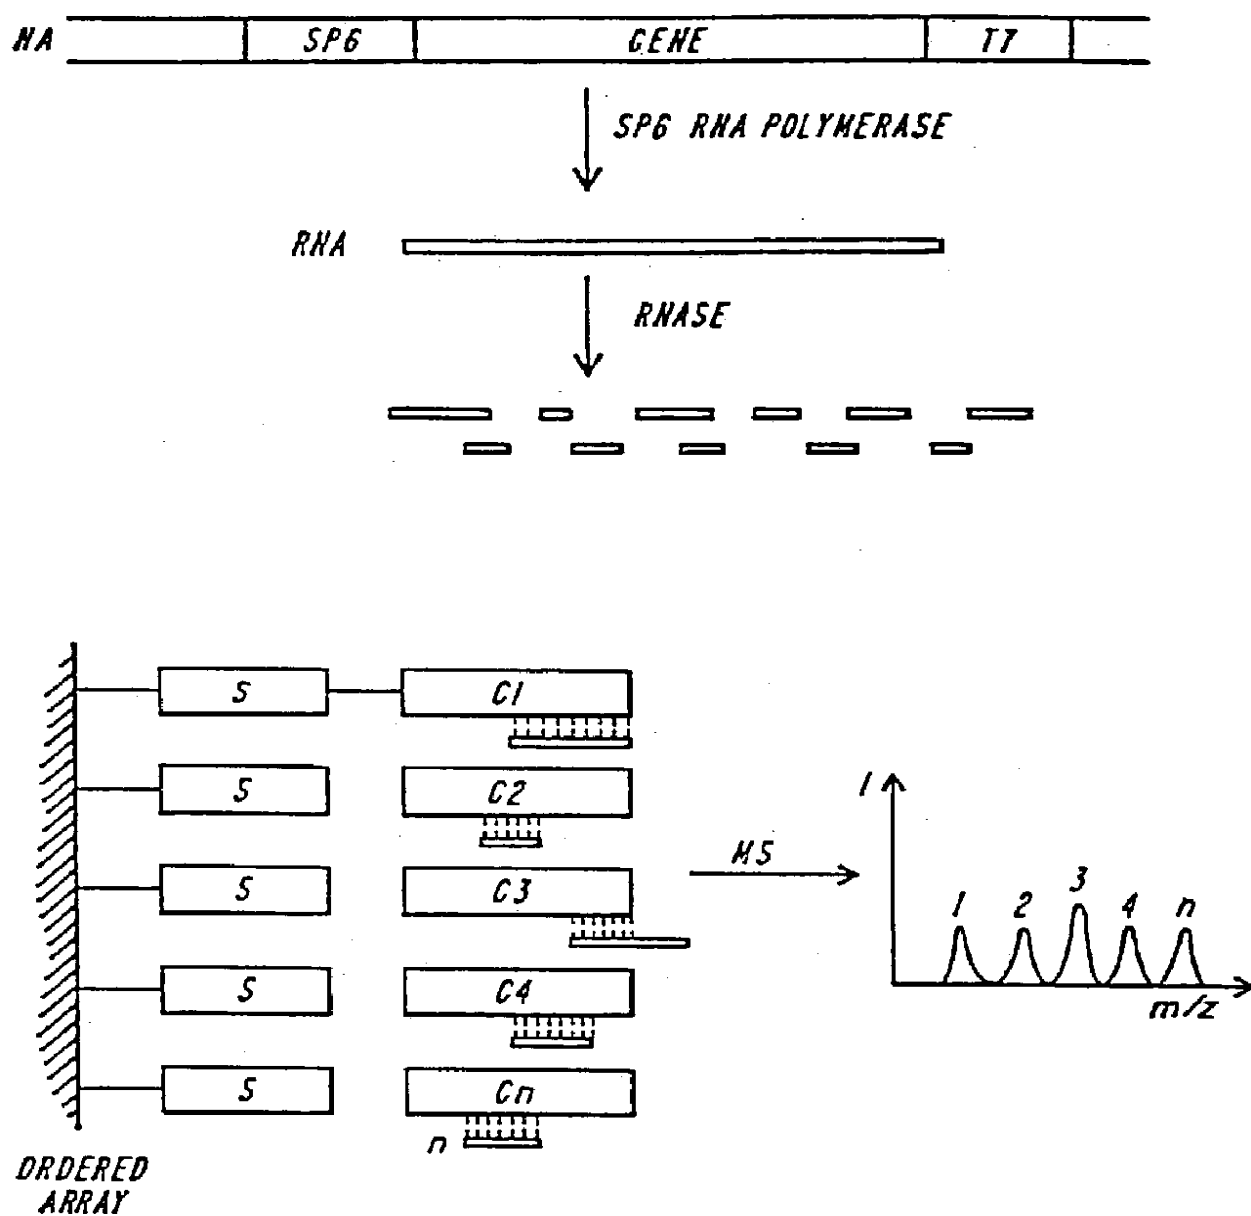 NA SP6 GENE T7
SP6 RNA POLYMERASE
RNA
RNASE
S C1
S C2
S C3
S C4
S Cn
n
ORDERED
ARRAY
MS
I
1 2 3 4 n
m/z